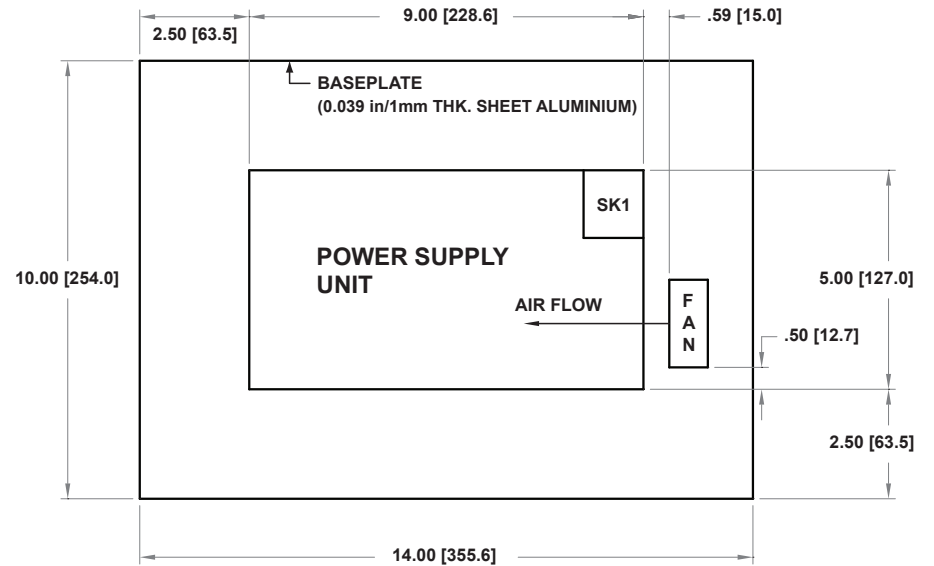 9.00 [228.6]
.59 [15.0]
2.50 [63.5]
BASEPLATE
(0.039 in/1mm THK. SHEET ALUMINIUM)
SK1
POWER SUPPLY
UNIT
10.00 [254.0]
5.00 [127.0]
AIR FLOW
F
A
N
.50 [12.7]
2.50 [63.5]
14.00 [355.6]